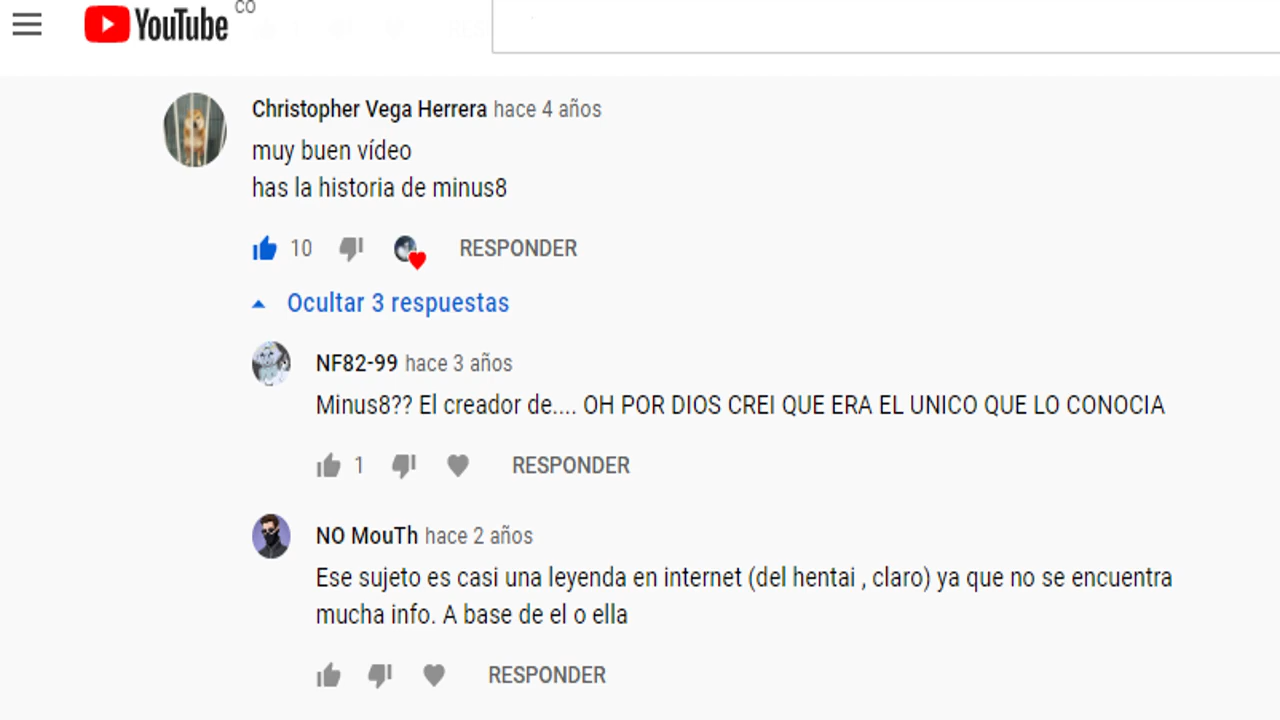 YouTube CO
Christopher Vega Herrera hace 4 años
muy buen vídeo
has la historia de minus8
10 RESPONDER
Ocultar 3 respuestas
NF82-99 hace 3 años
Minus8?? El creador de.... OH POR DIOS CREI QUE ERA EL UNICO QUE LO CONOCIA
1 RESPONDER
NO MouTh hace 2 años
Ese sujeto es casi una leyenda en internet (del hentai , claro) ya que no se encuentra
mucha info. A base de el o ella
RESPONDER